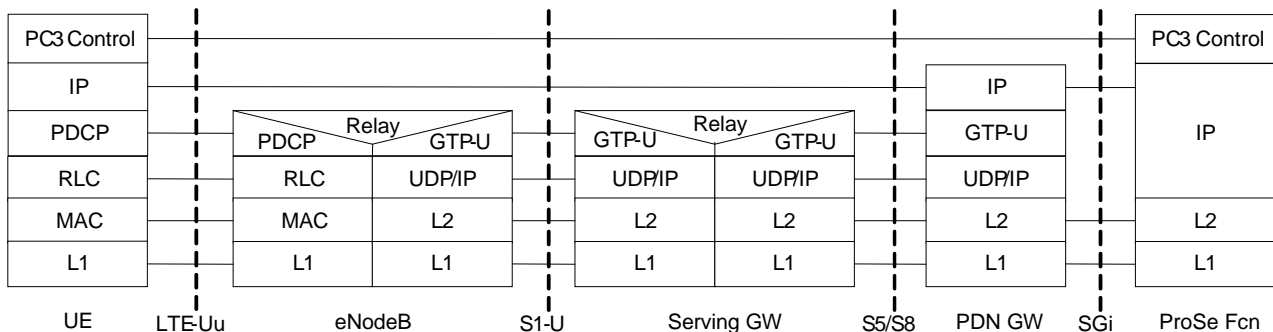 PC3 Control PC3 Control
IP IP
PDCP Relay Relay GTP-U IP
PDCP GTP-U GTP-U GTP-U
RLC RLC UDP/IP UDP/IP UDP/IP UDP/IP
MAC MAC L2 L2 L2 L2 L2
L1 L1 L1 L1 L1 L1 L1
UE LTE-Uu eNodeB S1-U Serving GW S5/S8 PDN GW SGi ProSe Fcn